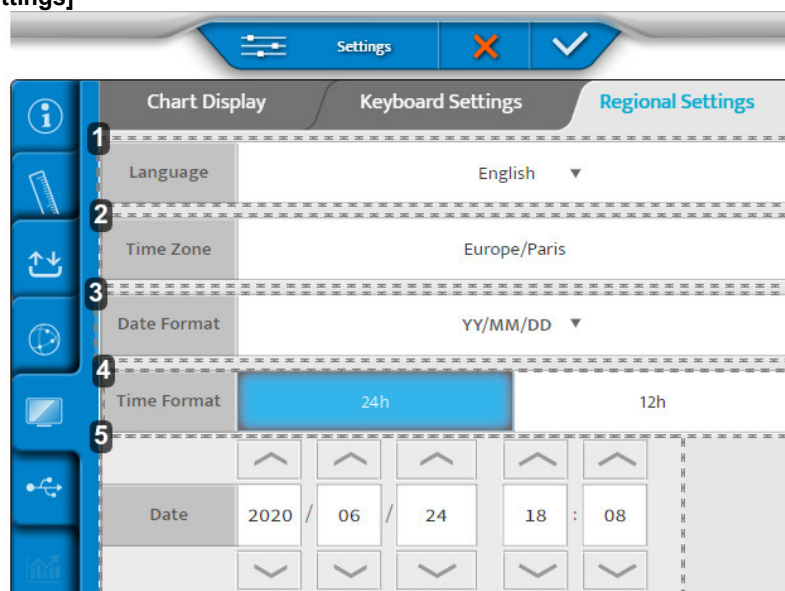 ttings]
Settings
Chart Display Keyboard Settings Regional Settings
1
Language English
2
Time Zone Europe/Paris
3
Date Format YY/MM/DD
4
Time Format 24h 12h
5
Date 2020 / 06 / 24 18 : 08